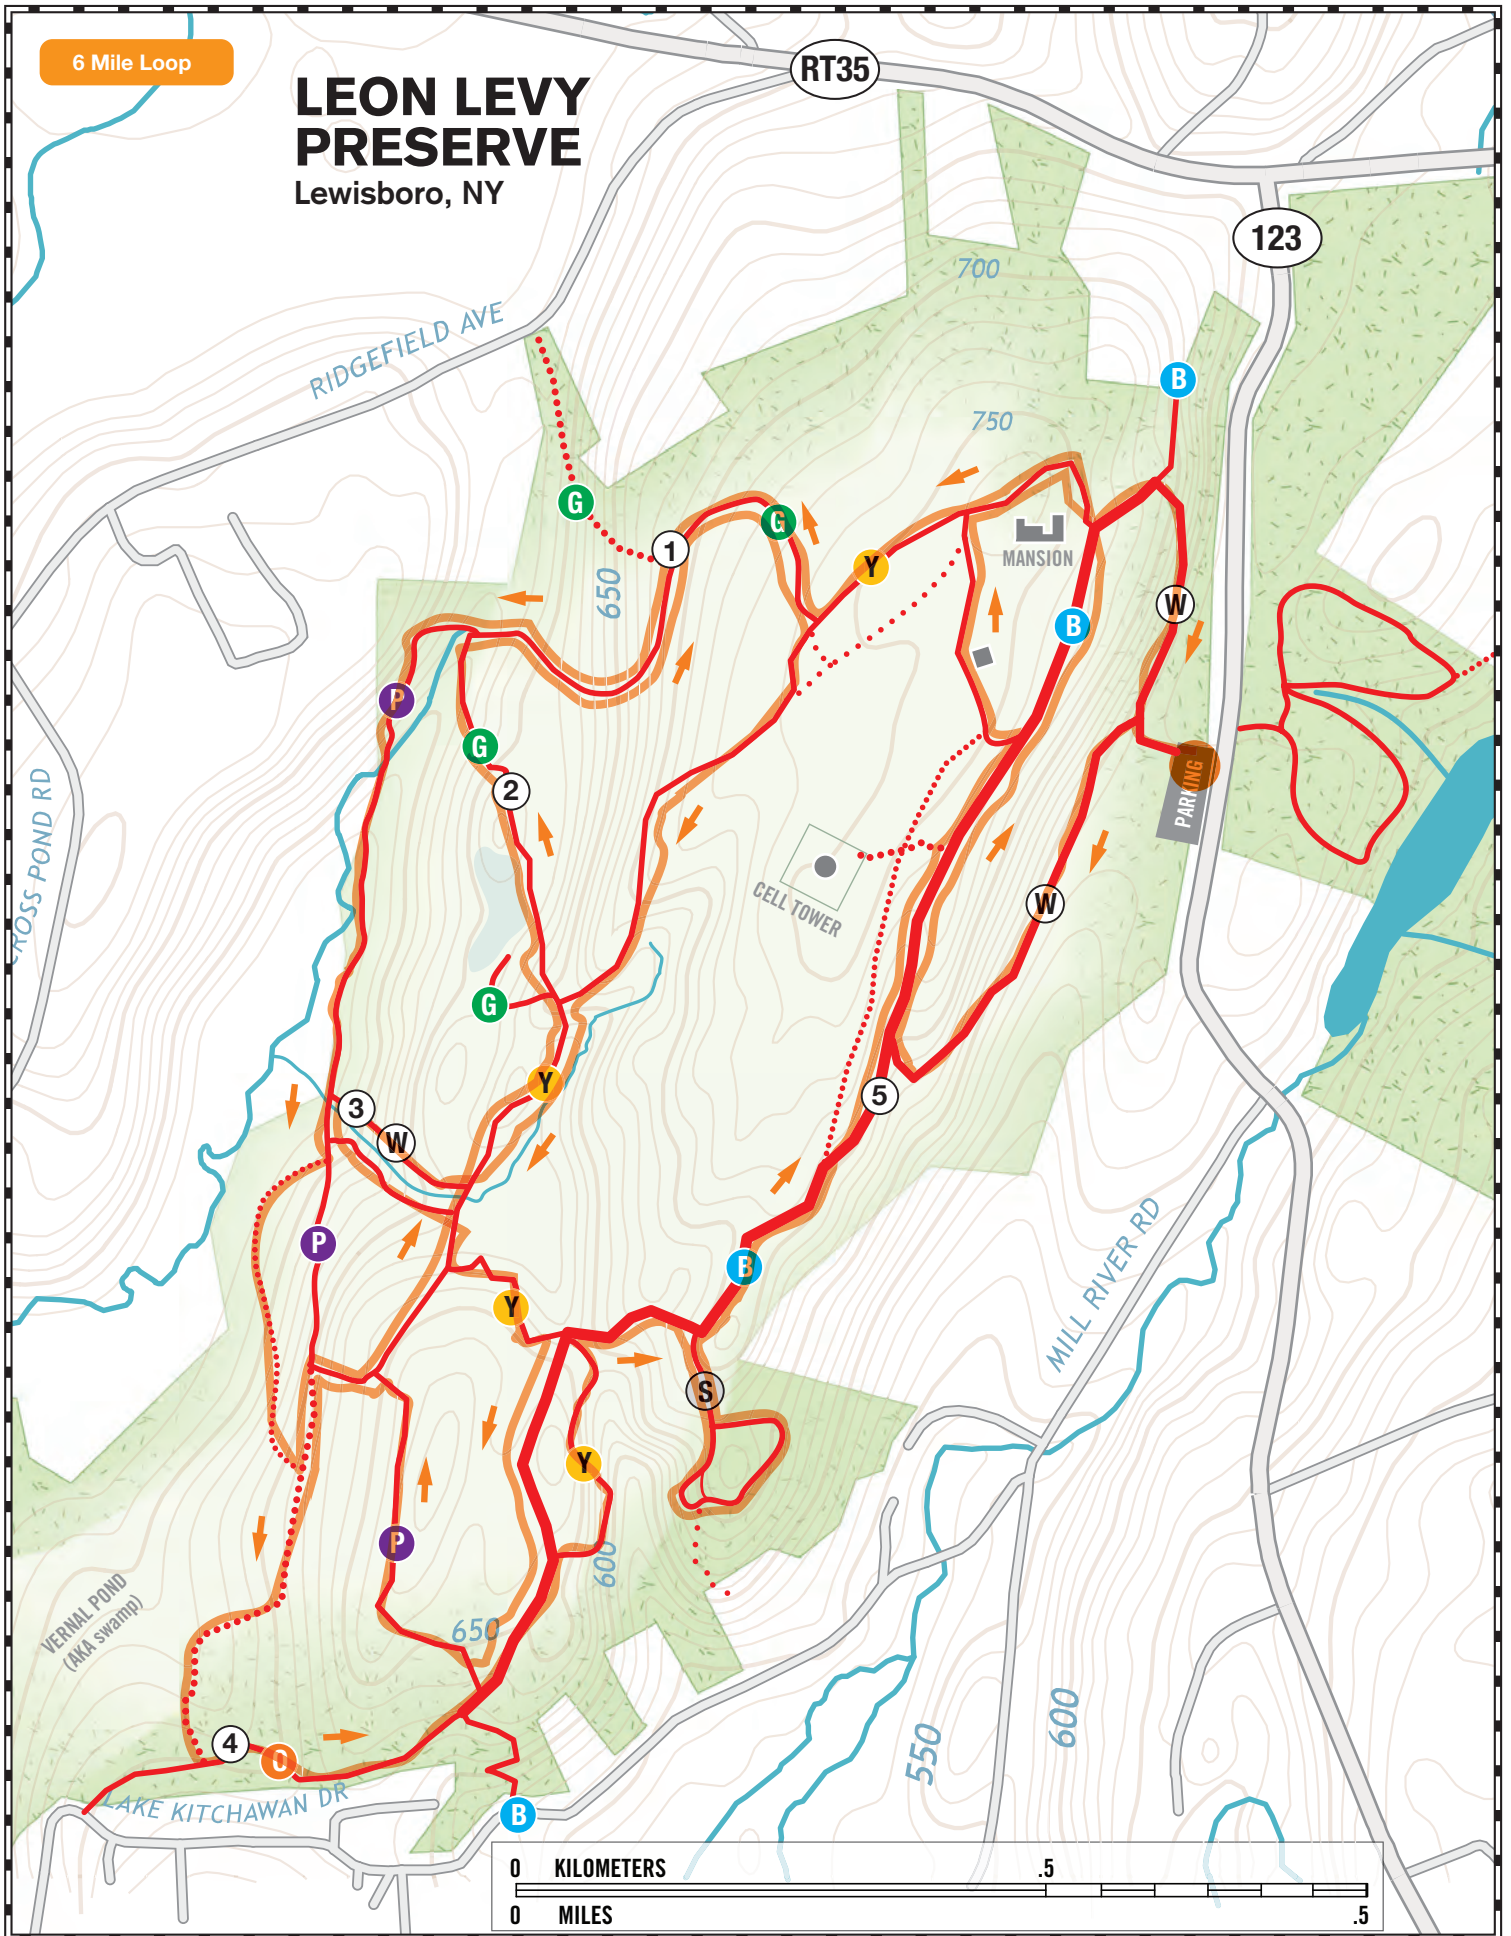 6 Mile Loop
LEON LEVY
PRESERVE
Lewisboro, NY
RT35
123
700
RIDGEFIELD AVE
B
750
G
G
1
MANSION
Y
650
W
B
P
G
2
PARKING
CROSS POND RD
CELL TOWER
W
G
Y
5
3
W
P
B
Y
MILL RIVER RD
S
Y
P
600
VERNAL POND
(AKA swamp)
650
4
O
550
600
LAKE KITCHAWAN DR
B
0 KILOMETERS .5
0 MILES .5